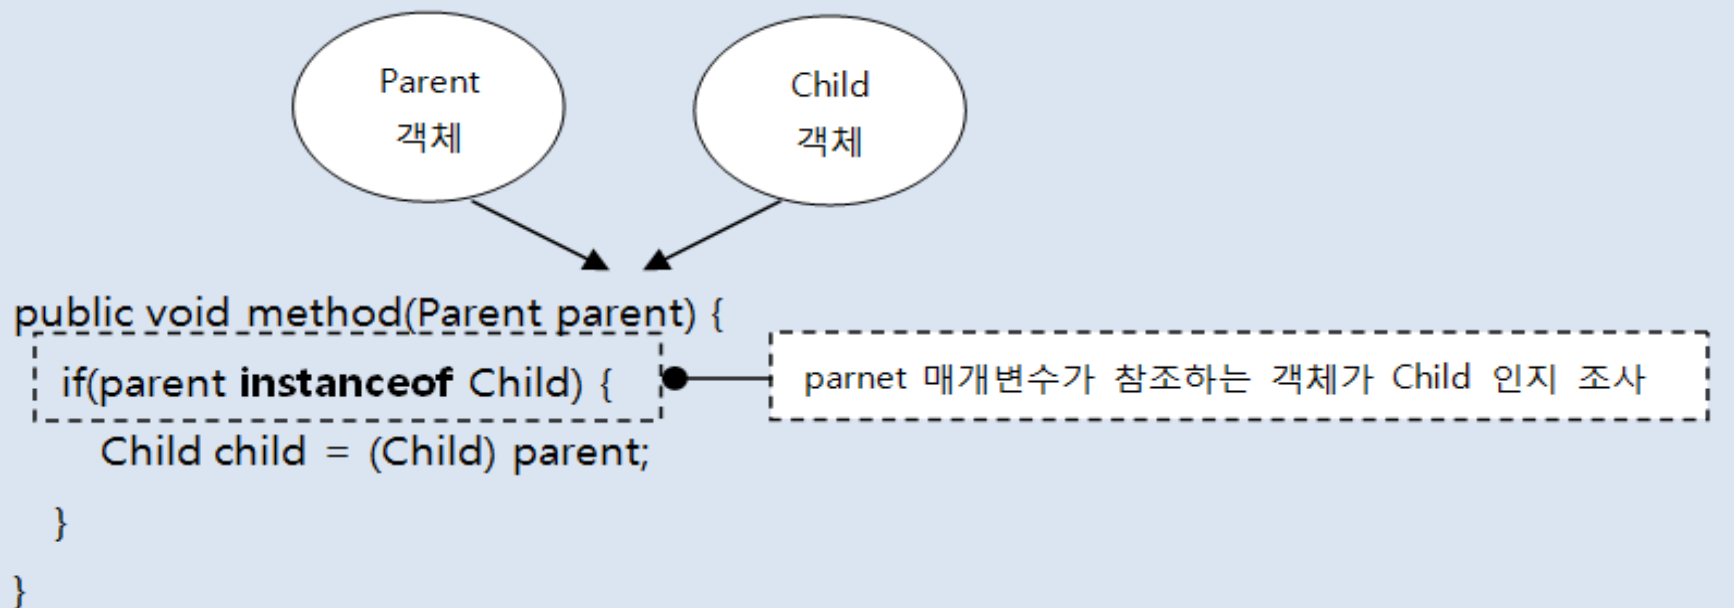 Parent
객체
Child
객체
public void method(Parent parent) {
if(parent instanceof Child) {
parnet 매개변수가 참조하는 객체가 Child 인지 조사
Child child = (Child) parent;
}
}